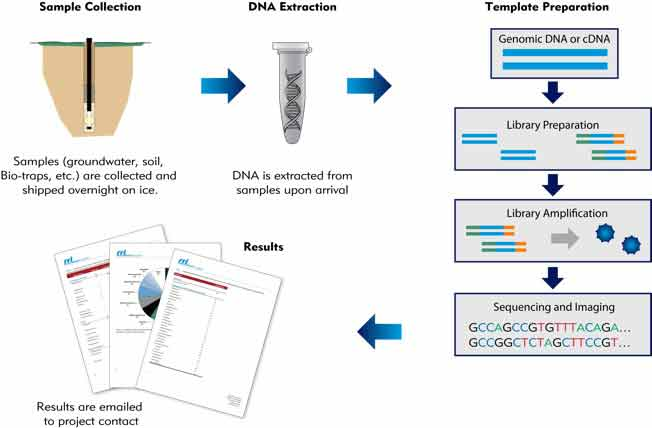 Sample Collection
DNA Extraction
Template Preparation
Genomic DNA or cDNA
Library Preparation
Samples (groundwater, soil,
Bio-traps, etc.) are collected and
shipped overnight on ice.
DNA is extracted from
samples upon arrival
Library Amplification
Results
Sequencing and Imaging
GCCAGCCGTGTTTACAGA...
GCCGGCTCTAGCTTCCGT...
Results are emailed
to project contact